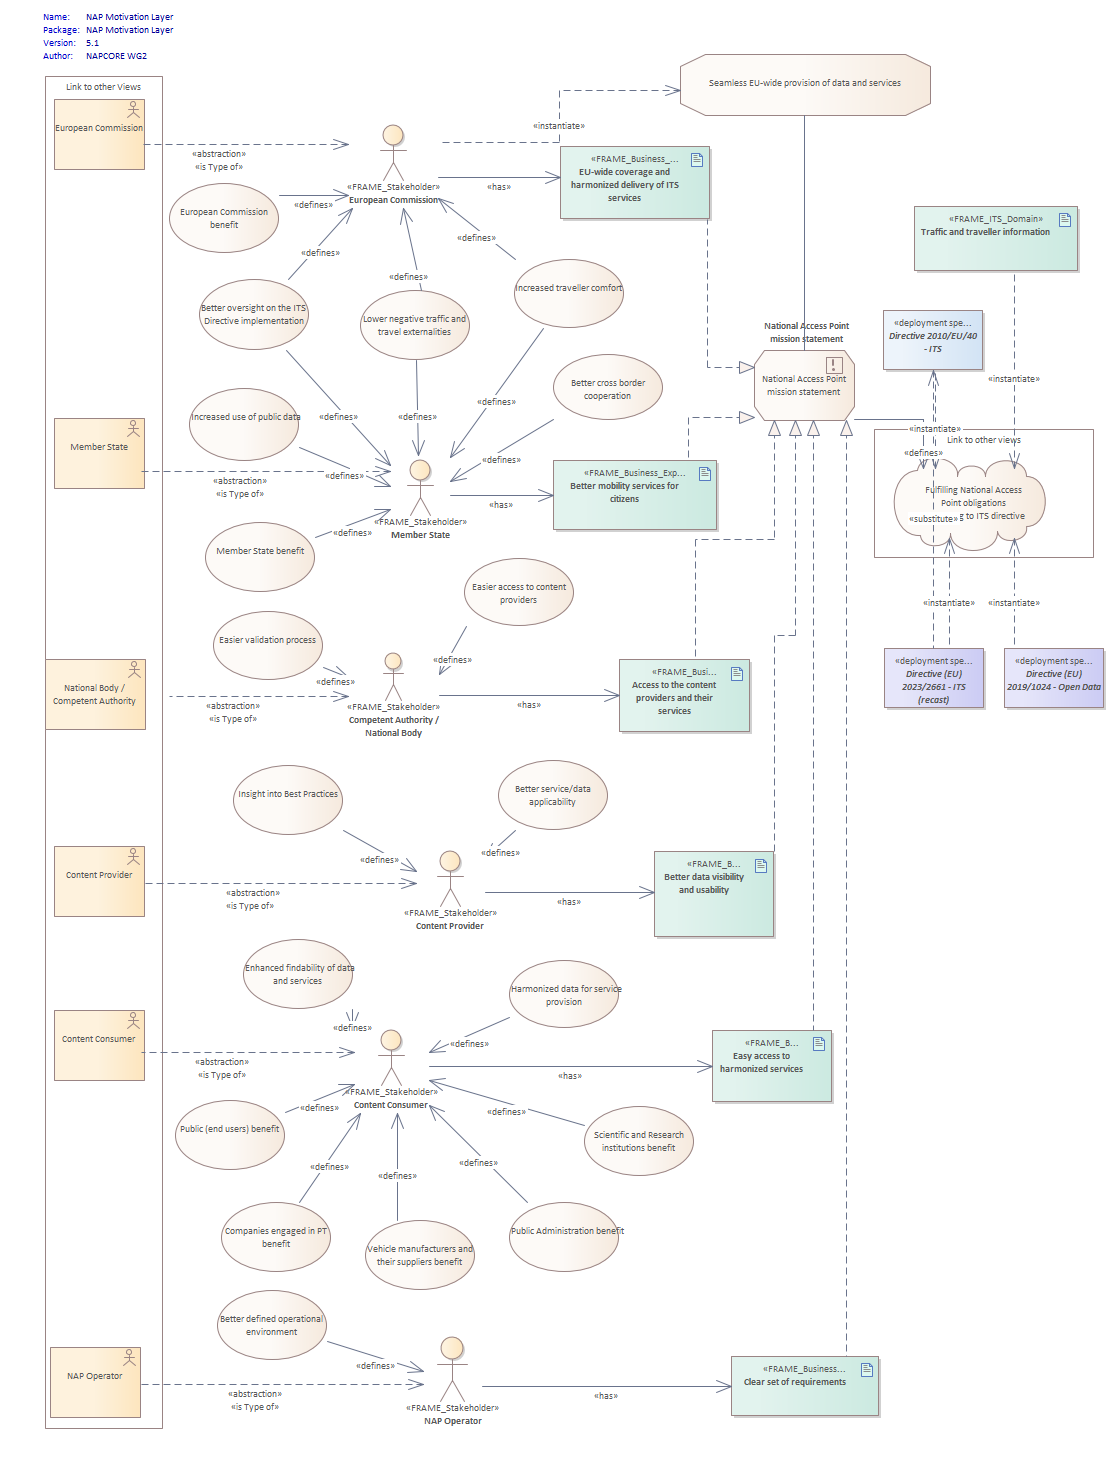 Name: NAP Motivation Layer
Package: NAP Motivation Layer
Version: 5.1
Author: NAPCORE WG2
Link to other Views
European Commission
«abstraction»
«is Type of»
«FRAME_Stakeholder»
European Commission
«instantiate»
Seamless EU-wide provision of data and services
«has»
«FRAME_Business_...
EU-wide coverage and
harmonized delivery of ITS
services
European Commission
benefit
«defines»
«defines»
«defines»
«defines»
Better oversight on the ITS
Directive implementation
Lower negative traffic and
travel externalities
Increased traveller comfort
«FRAME_ITS_Domain»
Traffic and traveller information
«deployment spe...
Directive 2010/EU/40
- ITS
National Access Point
mission statement
National Access Point
mission statement
«instantiate»
Better cross border
cooperation
«defines»
«defines»
«defines»
Increased use of public data
Member State
«abstraction»
«is Type of»
«defines»
«defines»
«FRAME_Stakeholder»
Member State
«has»
«FRAME_Business_Exp...
Better mobility services for
citizens
Member State benefit
«defines»
«instantiate»
Link to other views
«defines»
Fulfilling National Access
Point obligations
g to ITS directive
«substitute»
«instantiate»
«instantiate»
«deployment spe...
Directive (EU)
2023/2661 - ITS
(recast)
«deployment spe...
Directive (EU)
2019/1024 - Open Data
Easier access to content
providers
«defines»
Easier validation process
«defines»
National Body /
Competent Authority
«abstraction»
«is Type of»
«FRAME_Stakeholder»
Competent Authority /
National Body
«has»
«FRAME_Busi...
Access to the content
providers and their
services
Insight into Best Practices
«defines»
Better service/data
applicability
«defines»
Content Provider
«abstraction»
«is Type of»
«FRAME_Stakeholder»
Content Provider
«has»
«FRAME_B...
Better data visibility
and usability
Enhanced findability of data
and services
«defines»
Harmonized data for service
provision
«defines»
Content Consumer
«abstraction»
«is Type of»
«FRAME_Stakeholder»
Content Consumer
«has»
«FRAME_B...
Easy access to
harmonized services
Public (end users) benefit
«defines»
«defines»
Scientific and Research
institutions benefit
«defines»
«defines»
«defines»
Companies engaged in PT
benefit
Vehicle manufacturers and
their suppliers benefit
Public Administration benefit
Better defined operational
environment
«defines»
NAP Operator
«abstraction»
«is Type of»
«FRAME_Stakeholder»
NAP Operator
«has»
«FRAME_Business...
Clear set of requirements